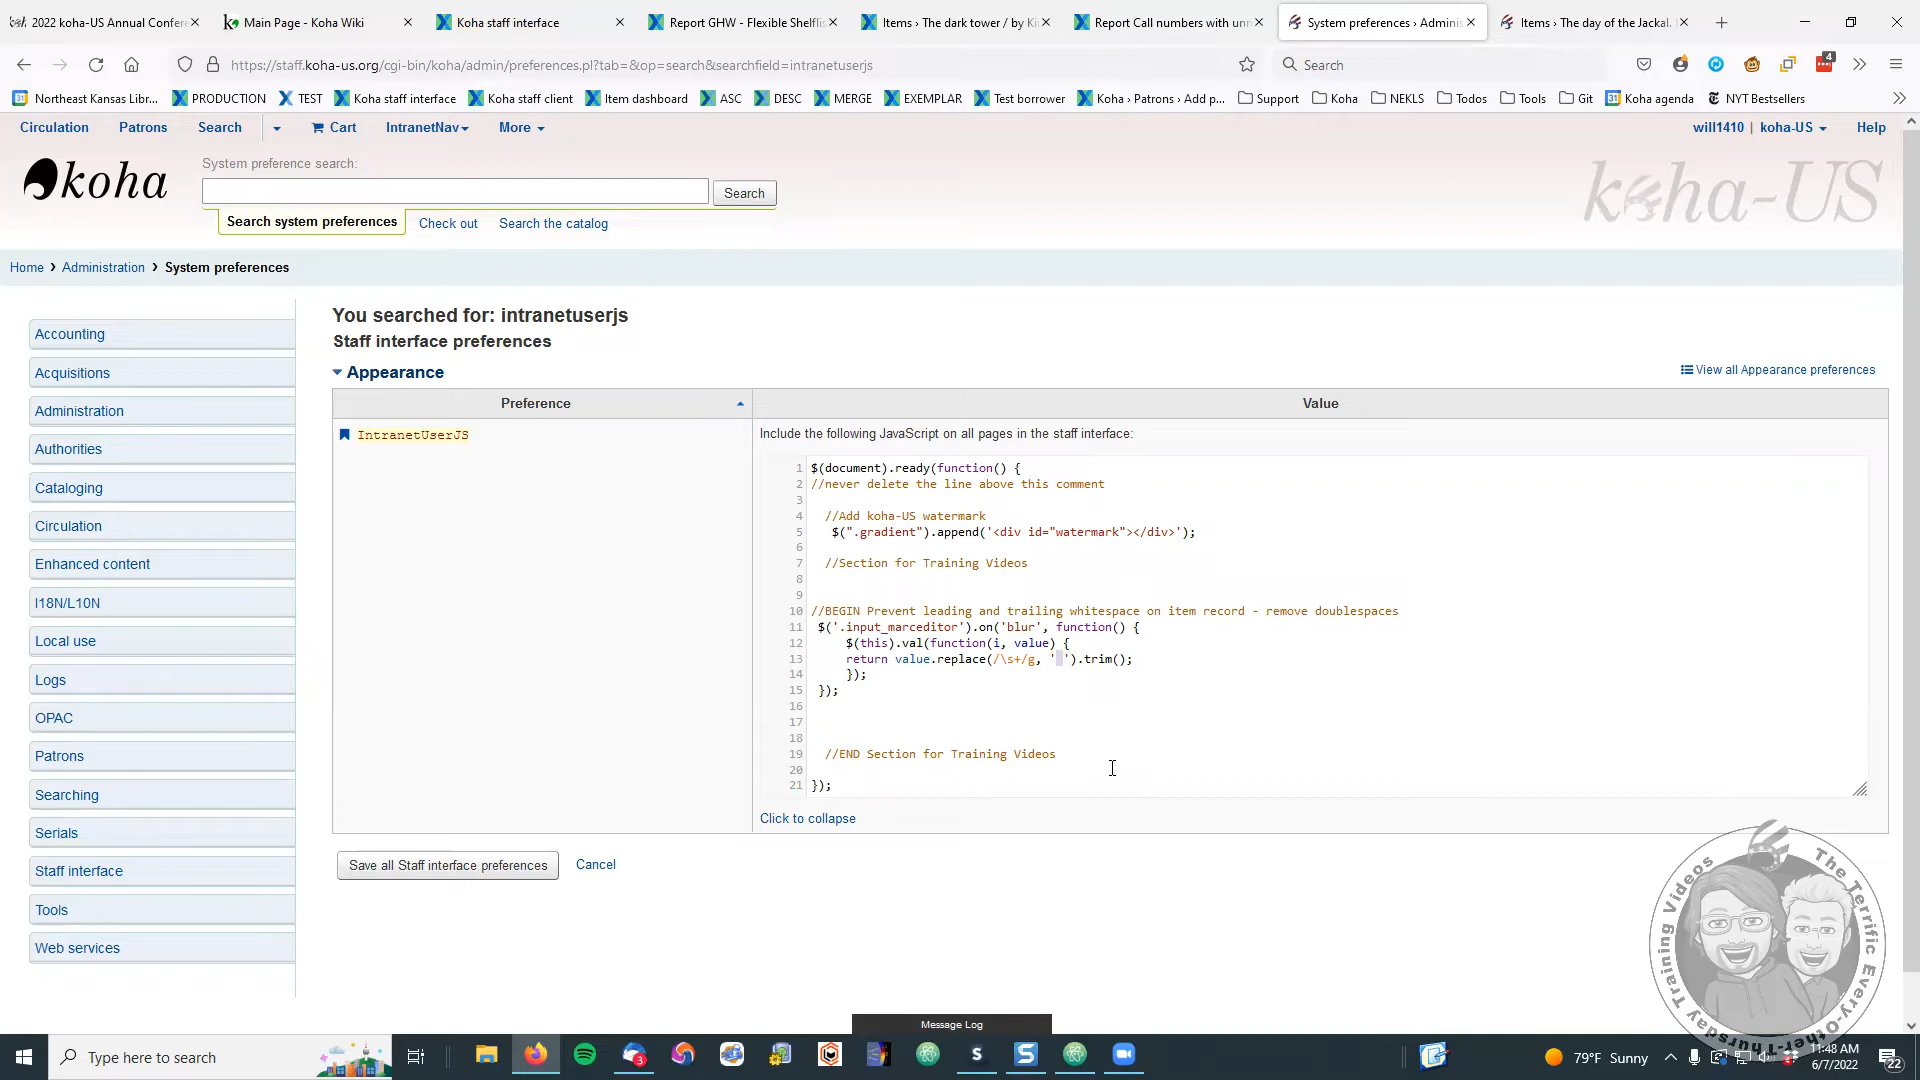 2022 koha-US Annual Confere
Main Page - Koha Wiki
Koha staff interface
Report GHW - Flexible Shelflis
Items › The dark tower / by Ki
Report Call numbers with unn
System preferences › Adminis
Items › The day of the Jackal.
https://staff.koha-us.org/cgi-bin/koha/admin/preferences.pl?tab=&op=search&searchfield=intranetuserjs
Search
4
Northeast Kansas Libr...
PRODUCTION
TEST
Koha staff interface
Koha staff client
Item dashboard
ASC
DESC
MERGE
EXEMPLAR
Test borrower
Koha › Patrons › Add p...
Support
Koha
NEKLS
Todos
Tools
Git
Koha agenda
NYT Bestsellers
Circulation
Patrons
Search
Cart
IntranetNav
More
will1410 | koha-US
Help
koha
System preference search:
Search
koha-US
Search system preferences
Check out
Search the catalog
Home › Administration › System preferences
Accounting
Acquisitions
Administration
Authorities
Cataloging
Circulation
Enhanced content
I18N/L10N
Local use
Logs
OPAC
Patrons
Searching
Serials
Staff interface
Tools
Web services
You searched for: intranetuserjs
Staff interface preferences
Appearance
View all Appearance preferences
Preference
Value
IntranetUserJS
Include the following JavaScript on all pages in the staff interface:
1 $(document).ready(function() {
2 //never delete the line above this comment
3
4 //Add koha-US watermark
5 $(".gradient").append('<div id="watermark"></div>');
6
7 //Section for Training Videos
8
9
10 //BEGIN Prevent leading and trailing whitespace on item record - remove doublespaces
11 $('.input_marceditor').on('blur', function() {
12 $(this).val(function(i, value) {
13 return value.replace(/\s+/g, ' ').trim();
14 });
15 });
16
17
18
19 //END Section for Training Videos
20
21 });
Click to collapse
Save all Staff interface preferences
Cancel
Training Videos
The Terrific Every-Other-Thursday
Message Log
Type here to search
3
79°F Sunny
11:48 AM
6/7/2022
22